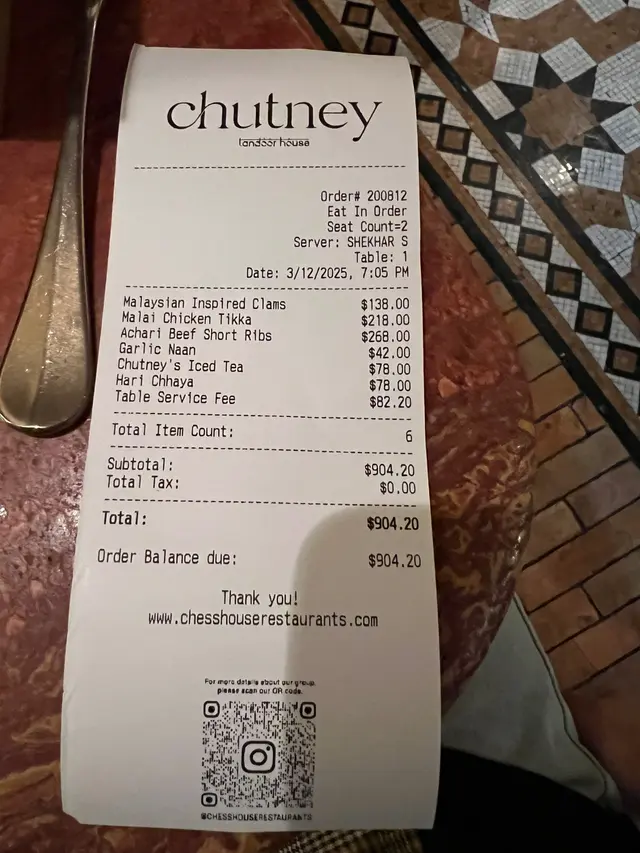 chutney
tandoor house
Order# 200812
Eat In Order
Seat Count=2
Server: SHEKHAR S
Table: 1
Date: 3/12/2025, 7:05 PM
Malaysian Inspired Clams $138.00
Malai Chicken Tikka $218.00
Achari Beef Short Ribs $268.00
Garlic Naan $42.00
Chutney's Iced Tea $78.00
Hari Chhaya $78.00
Table Service Fee $82.20
Total Item Count: 6
Subtotal: $904.20
Total Tax: $0.00
Total: $904.20
Order Balance due: $904.20
Thank you!
www.chesshouserestaurants.com
For more details about our group,
please scan our QR code.
@CHESSHOUSERESTAURANTS